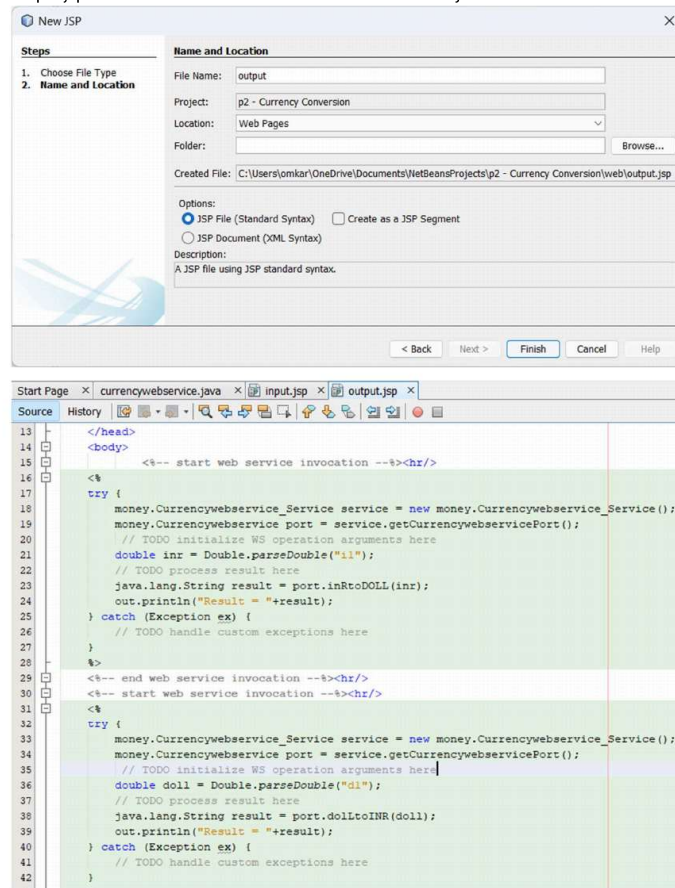 New JSP
Steps
1. Choose File Type
2. Name and Location
Name and Location
File Name: output
Project: p2 - Currency Conversion
Location: Web Pages
Folder: Browse...
Created File: C:\Users\omkar\OneDrive\Documents\NetBeansProjects\p2 - Currency Conversion\web\output.jsp
Options:
JSP File (Standard Syntax) Create as a JSP Segment
JSP Document (XML Syntax)
Description:
A JSP file using JSP standard syntax.
< Back Next > Finish Cancel Help
Start Page currencywebservice.java input.jsp output.jsp
Source History
13 </head>
14 <body>
15 <%-- start web service invocation --%><hr/>
16 <%
17 try {
18 money.Currencywebservice_Service service = new money.Currencywebservice_Service();
19 money.Currencywebservice port = service.getCurrencywebservicePort();
20 // TODO initialize WS operation arguments here
21 double inr = Double.parseDouble("i1");
22 // TODO process result here
23 java.lang.String result = port.inRtoDOLL(inr);
24 out.println("Result = "+result);
25 } catch (Exception ex) {
26 // TODO handle custom exceptions here
27 }
28 %>
29 <%-- end web service invocation --%><hr/>
30 <%-- start web service invocation --%><hr/>
31 <%
32 try {
33 money.Currencywebservice_Service service = new money.Currencywebservice_Service();
34 money.Currencywebservice port = service.getCurrencywebservicePort();
35 // TODO initialize WS operation arguments here
36 double doll = Double.parseDouble("d1");
37 // TODO process result here
38 java.lang.String result = port.dolLtoINR(doll);
39 out.println("Result = "+result);
40 } catch (Exception ex) {
41 // TODO handle custom exceptions here
42 }